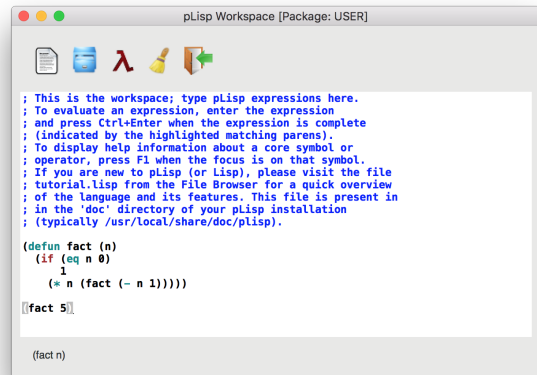 pLisp Workspace [Package: USER]
; This is the workspace; type pLisp expressions here.
; To evaluate an expression, enter the expression
; and press Ctrl+Enter when the expression is complete
; (indicated by the highlighted matching parens).
; To display help information about a core symbol or
; operator, press F1 when the focus is on that symbol.
; If you are new to pLisp (or Lisp), please visit the file
; tutorial.lisp from the File Browser for a quick overview
; of the language and its features. This file is present in
; in the 'doc' directory of your pLisp installation
; (typically /usr/local/share/doc/plisp).
(defun fact (n)
(if (eq n 0)
1
(* n (fact (- n 1)))))
(fact 5)
(fact n)